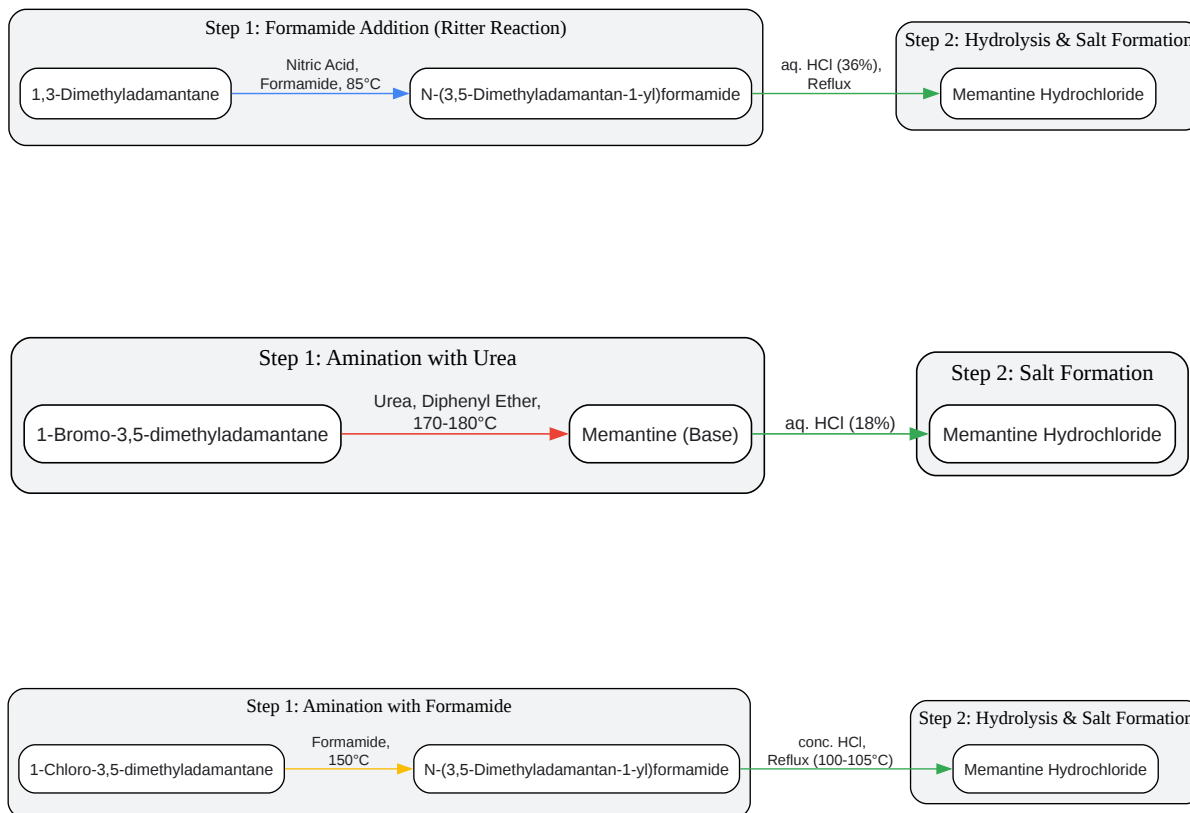 Step 1: Formamide Addition (Ritter Reaction)
1,3-Dimethyladamantane
Nitric Acid,
Formamide, 85°C
N-(3,5-Dimethyladamantan-1-yl)formamide
aq. HCl (36%),
Reflux
Step 2: Hydrolysis & Salt Formation
Memantine Hydrochloride
Step 1: Amination with Urea
1-Bromo-3,5-dimethyladamantane
Urea, Diphenyl Ether,
170-180°C
Memantine (Base)
aq. HCl (18%)
Step 2: Salt Formation
Memantine Hydrochloride
Step 1: Amination with Formamide
1-Chloro-3,5-dimethyladamantane
Formamide,
150°C
N-(3,5-Dimethyladamantan-1-yl)formamide
conc. HCl,
Reflux (100-105°C)
Step 2: Hydrolysis & Salt Formation
Memantine Hydrochloride